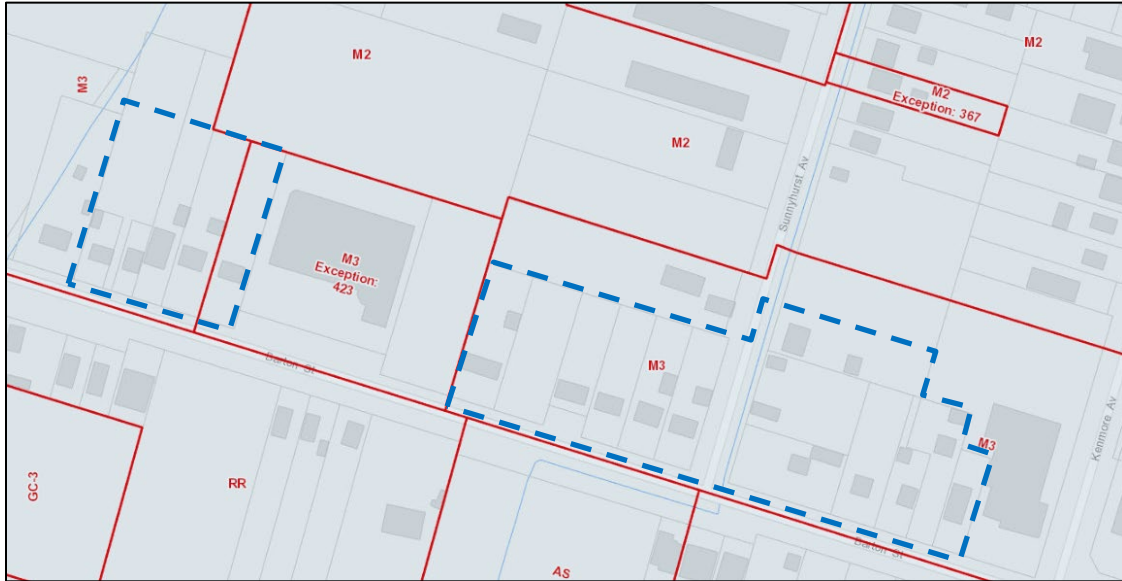 M2
M2
M2
Exception: 367
M3
M2
Sunnyhurst Av
M3
Exception:
423
M3
Barton St
M3
Kenmore Av
GC-3
RR
Barton St
AS